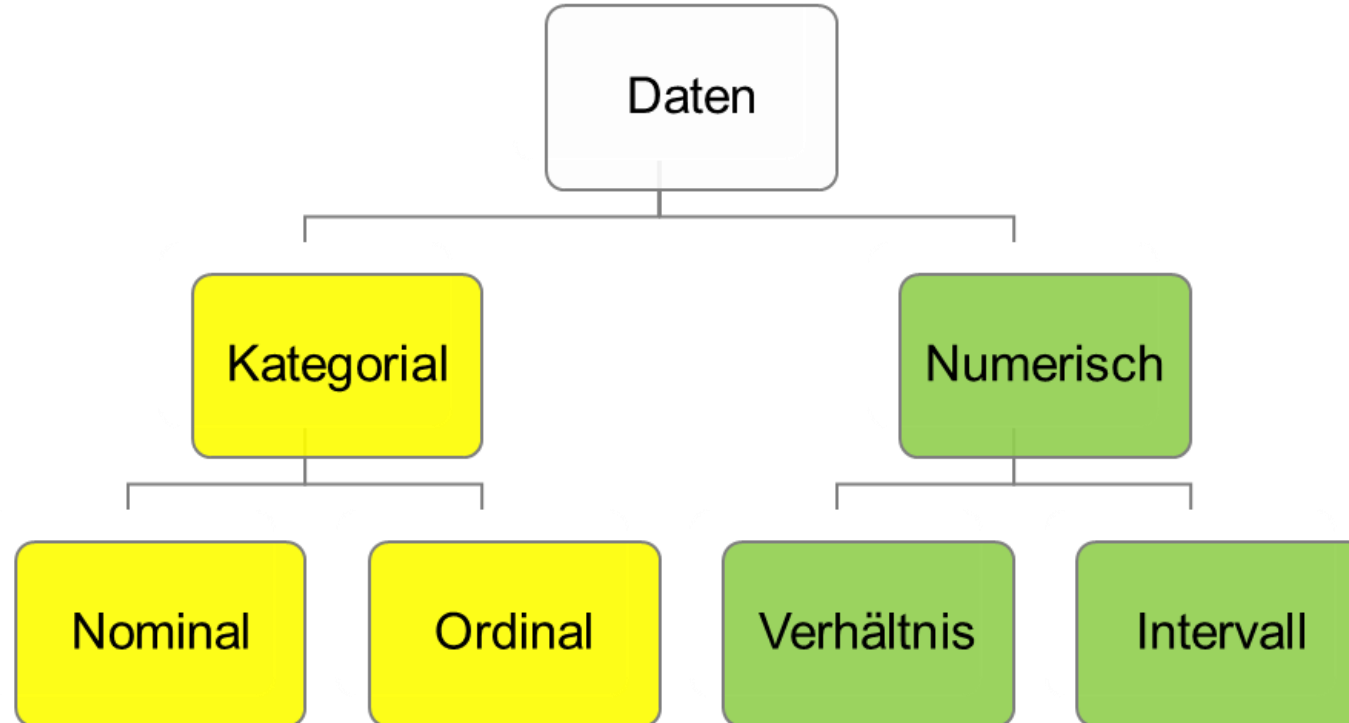 Daten
Kategorial
Numerisch
Nominal
Ordinal
Verhältnis
Intervall